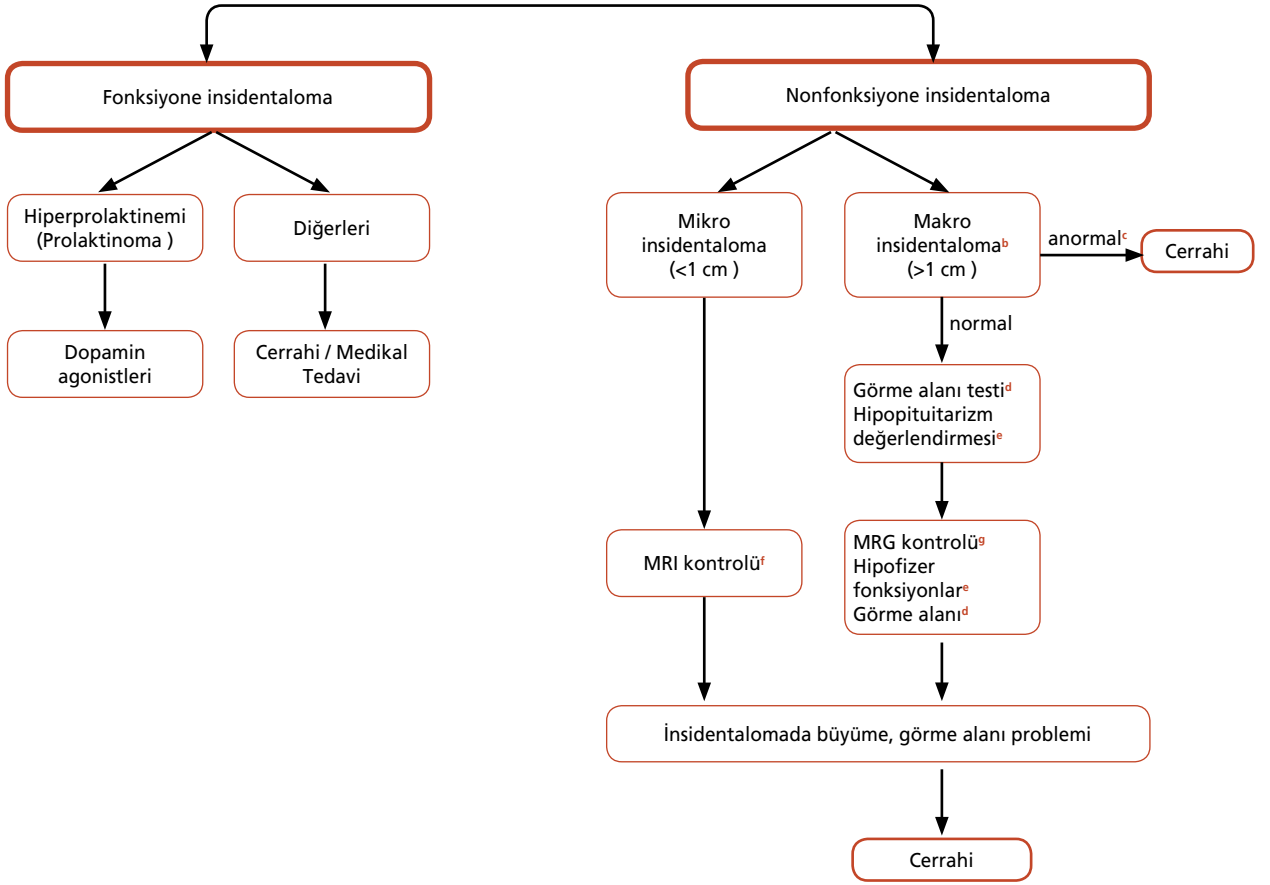 Fonksiyone insidentaloma
Nonfonksiyone insidentaloma
Hiperprolaktinemi
(Prolaktinoma )
Diğerleri
Mikro
insidentaloma
(<1 cm )
Makro
insidentalomaᵇ
(>1 cm )
anormalᶜ
Cerrahi
normal
Dopamin
agonistleri
Cerrahi / Medikal
Tedavi
Görme alanı testiᵈ
Hipopituitarizm
değerlendirmesiᵉ
MRI kontrolüᶠ
MRG kontrolüᵍ
Hipofizer
fonksiyonlarᵉ
Görme alanıᵈ
İnsidentalomada büyüme, görme alanı problemi
Cerrahi